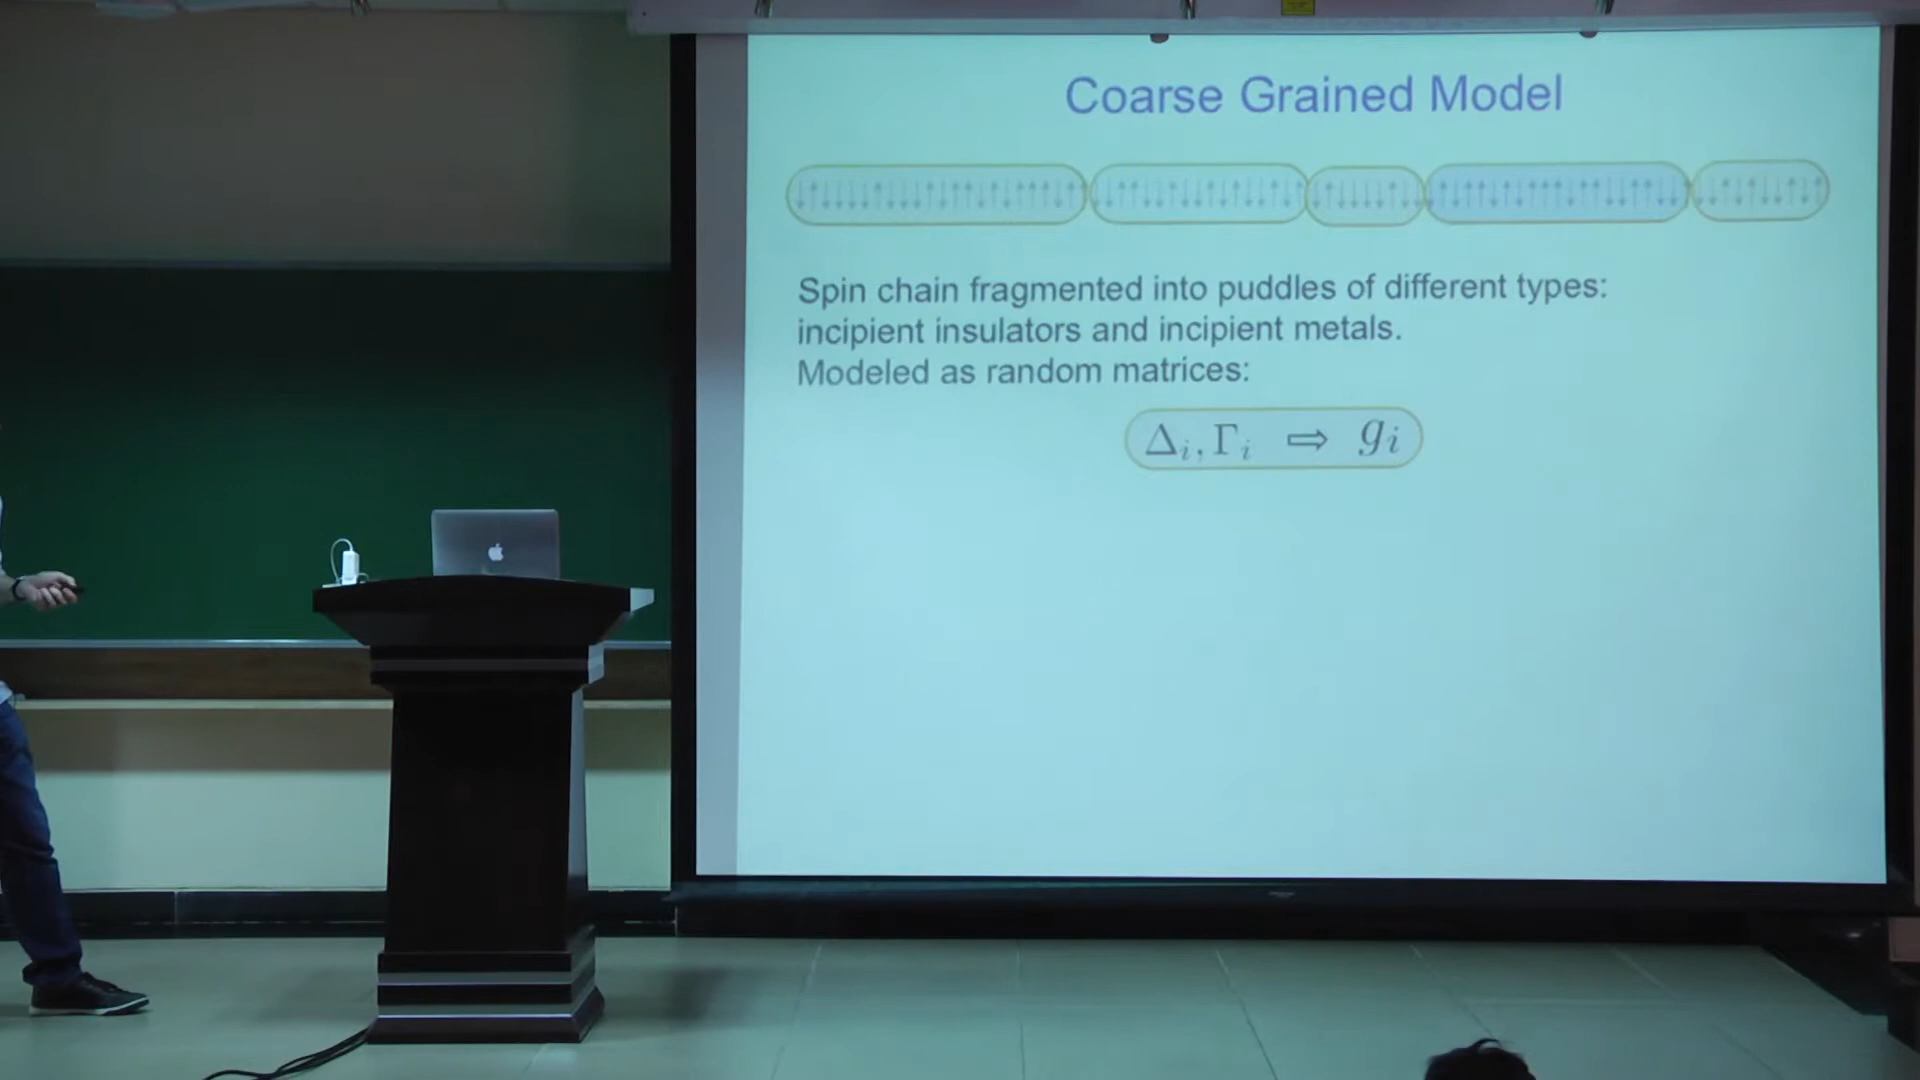 Coarse Grained Model
Spin chain fragmented into puddles of different types:
incipient insulators and incipient metals.
Modeled as random matrices:
Δᵢ, Γᵢ ⇨ gᵢ